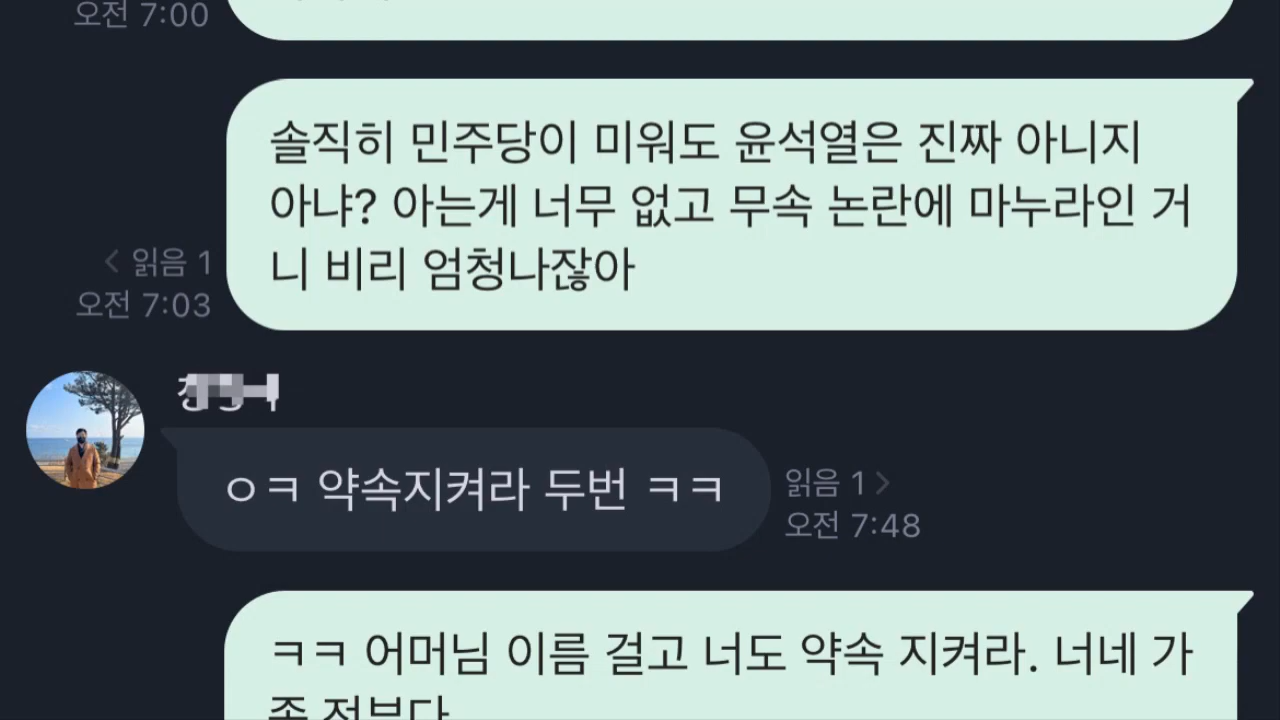 오전 7:00
솔직히 민주당이 미워도 윤석열은 진짜 아니지
아냐? 아는게 너무 없고 무속 논란에 마누라인 거
니 비리 엄청나잖아
< 읽음 1
오전 7:03
ㅇㅋ 약속지켜라 두번 ㅋㅋ
읽음 1 >
오전 7:48
ㅋㅋ 어머님 이름 걸고 너도 약속 지켜라. 너네 가
족 전부다